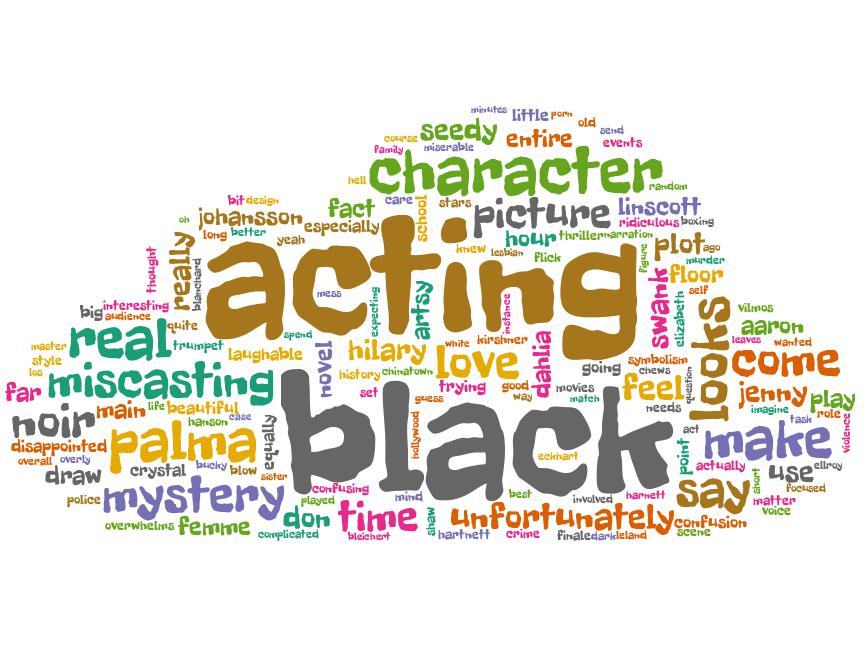 minutes little porn old send
course seedy entire events
family miserable
hell character random
bit design care school stars picture linscott
oh johansson fact ridiculous boxing
long better yeah especially hour thriller narration plot ago
thought really blanchard acting knew lesbian flick figure murder
swank floor
big interesting audience mess expecting artsy instance elizabeth self looks vilmos
quite real spend aaron
master trumpet laughable novel hilary white kirshner dahlia leaves wanted
style history chinatown love going symbolism come
los miscasting set trying good movies chews question
far guess way match feel jenny play
noir main life beautiful hanson case black hollywood needs act imagine role
disappointed palma equally eckhart point make task violence
overall overly crystal bucky blow sister actually
draw confusing mind best involved harnett say short use ellroy
police mystery played focused
matter
overwhelms femme don time shaw unfortunately confusion voice
complicated bleichert hartnett crime finale dark leland scene